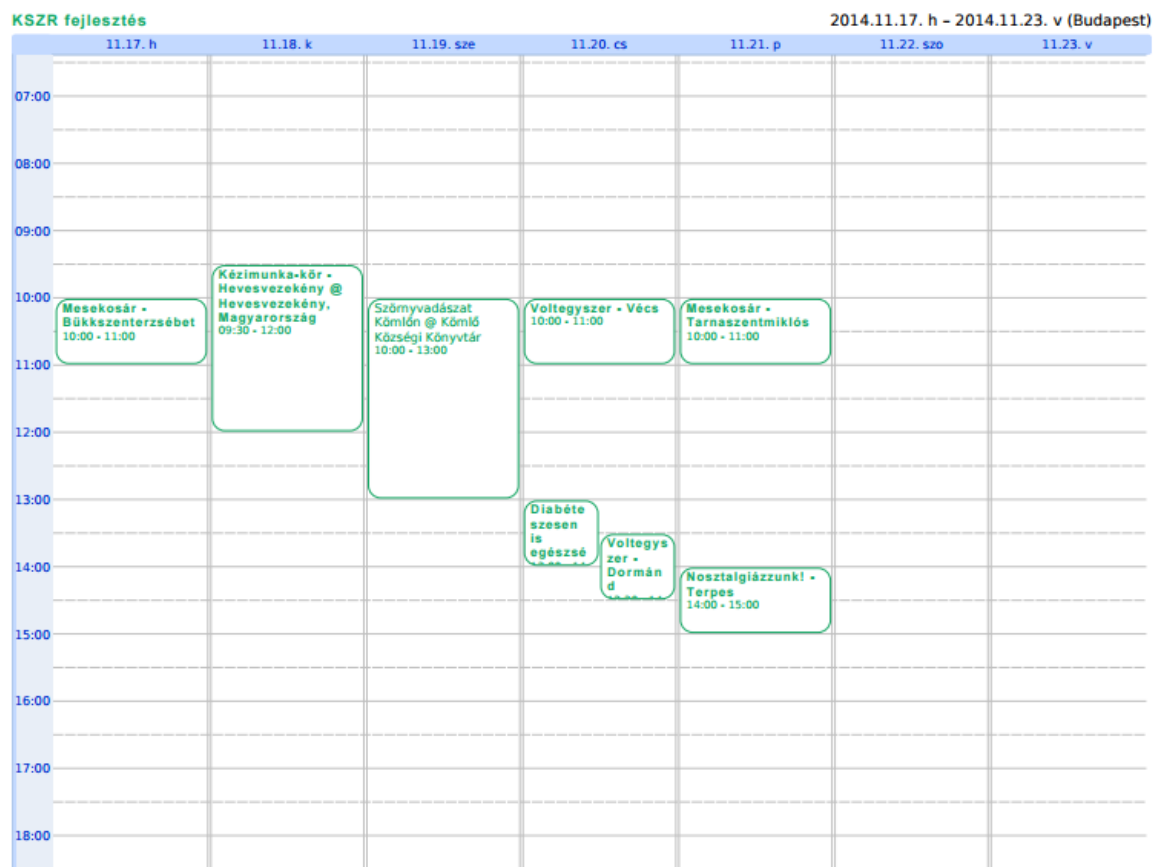 KSZR fejlesztés
2014.11.17. h – 2014.11.23. v (Budapest)
11.17. h
11.18. k
11.19. sze
11.20. cs
11.21. p
11.22. szo
11.23. v
07:00
08:00
09:00
10:00
11:00
12:00
13:00
14:00
15:00
16:00
17:00
18:00
Mesekosár -
Bükkszenterzsébet
10:00 - 11:00
Kézimunka-kör -
Hevesvezekény @
Hevesvezekény,
Magyarország
09:30 - 12:00
Szörnyvadászat
Kömlőn @ Kömlő
Községi Könyvtár
10:00 - 13:00
Voltegyszer - Vécs
10:00 - 11:00
Diabéte
szesen
is
egészsé
Voltegys
zer -
Dormán
d
Mesekosár -
Tarnaszentmiklós
10:00 - 11:00
Nosztalgiázzunk! -
Terpes
14:00 - 15:00